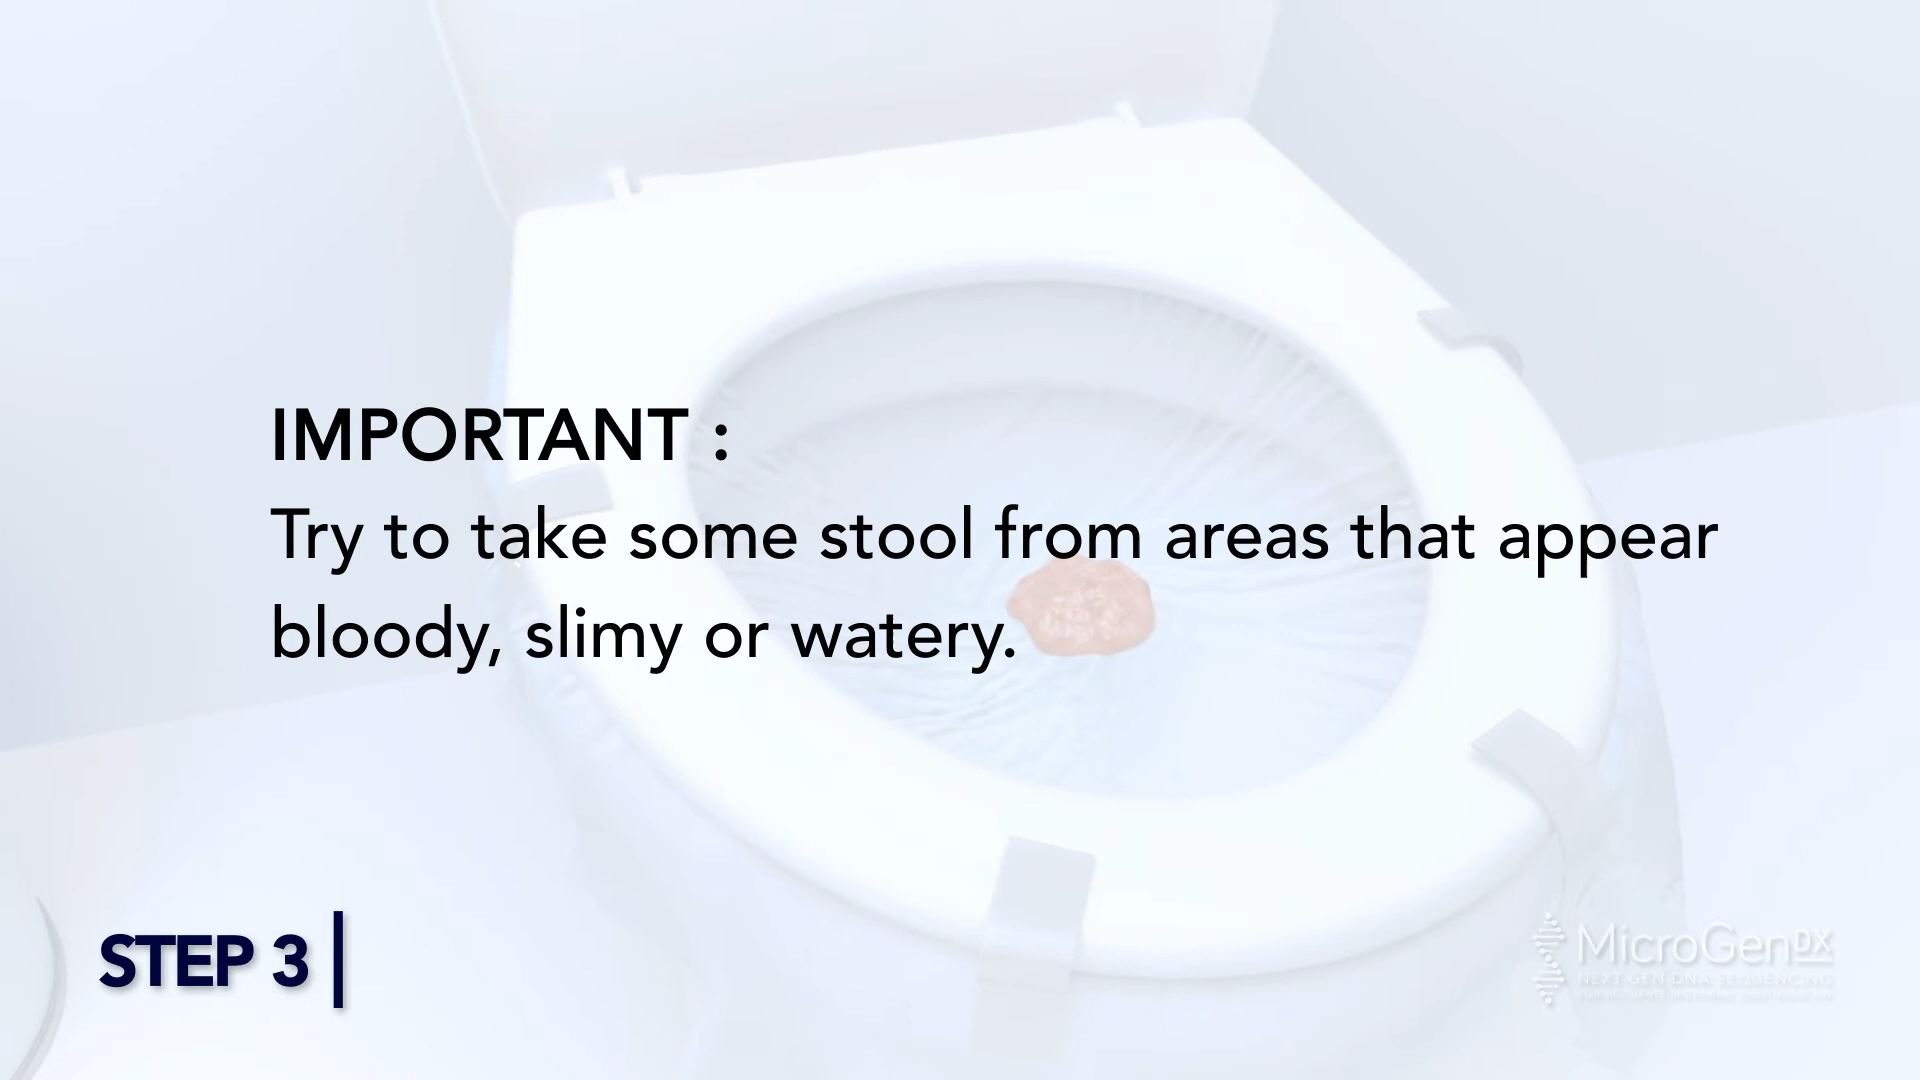 IMPORTANT :
Try to take some stool from areas that appear
bloody, slimy or watery.
STEP 3
MicroGenDX
NEXT-GEN DNA SEQUENCING